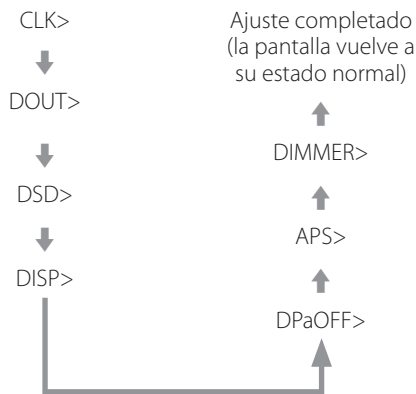 CLK>
DOUT>
DSD>
DISP>
DPaOFF>
APS>
DIMMER>
Ajuste completado
(la pantalla vuelve a
su estado normal)